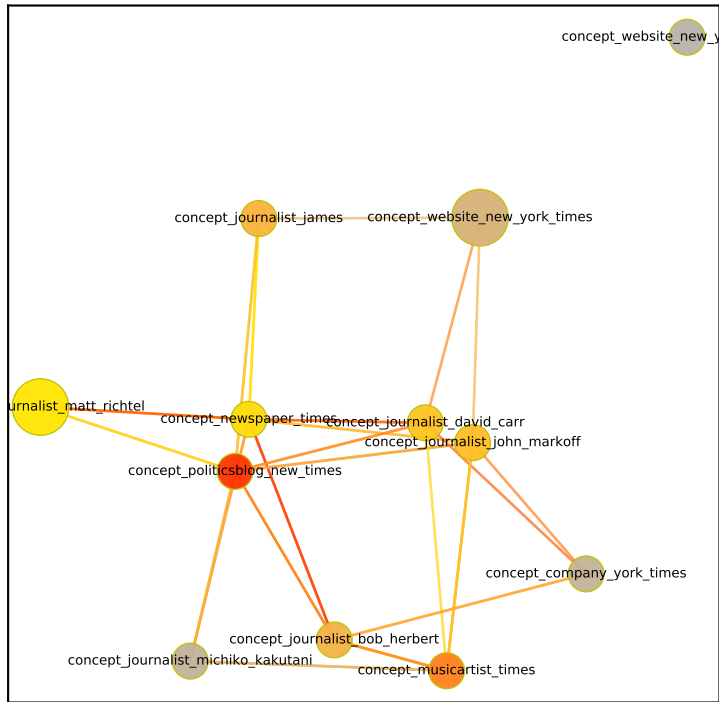 concept_website_new_y
concept_journalist_james
concept_website_new_york_times
urnalist_matt_richtel
concept_newspaper_times
concept_journalist_david_carr
concept_journalist_john_markoff
concept_politicsblog_new_times
concept_company_york_times
concept_journalist_bob_herbert
concept_journalist_michiko_kakutani
concept_musicartist_times